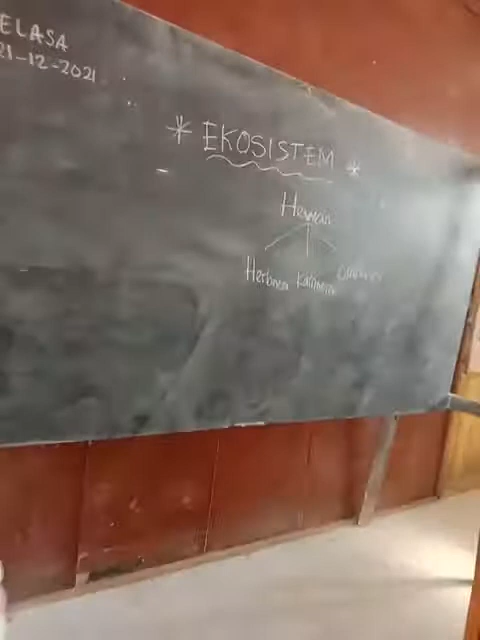 ELASA
21-12-2021
* EKOSISTEM *
Hewan
Herbivora Karnivora Omnivora